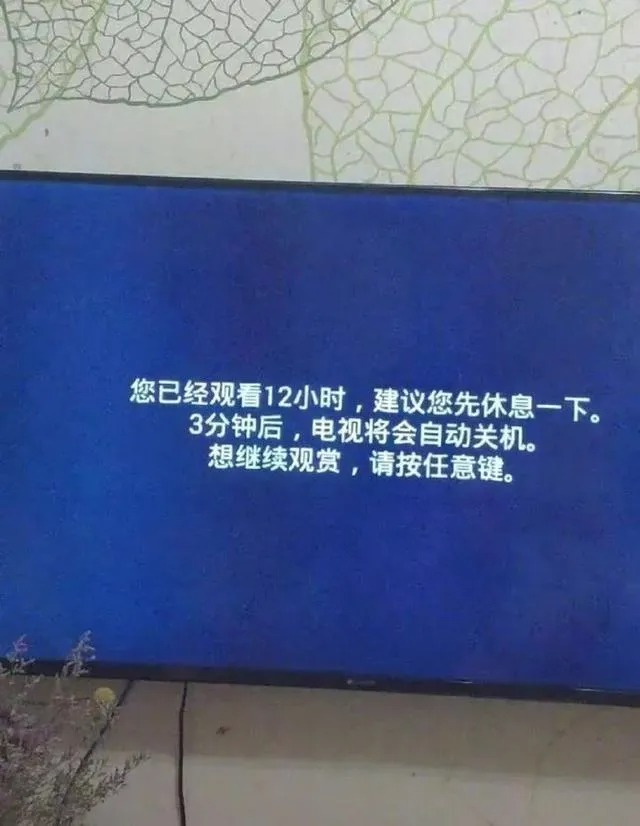 您已经观看12小时，建议您先休息一下。
3分钟后，电视将会自动关机。
想继续观赏，请按任意键。